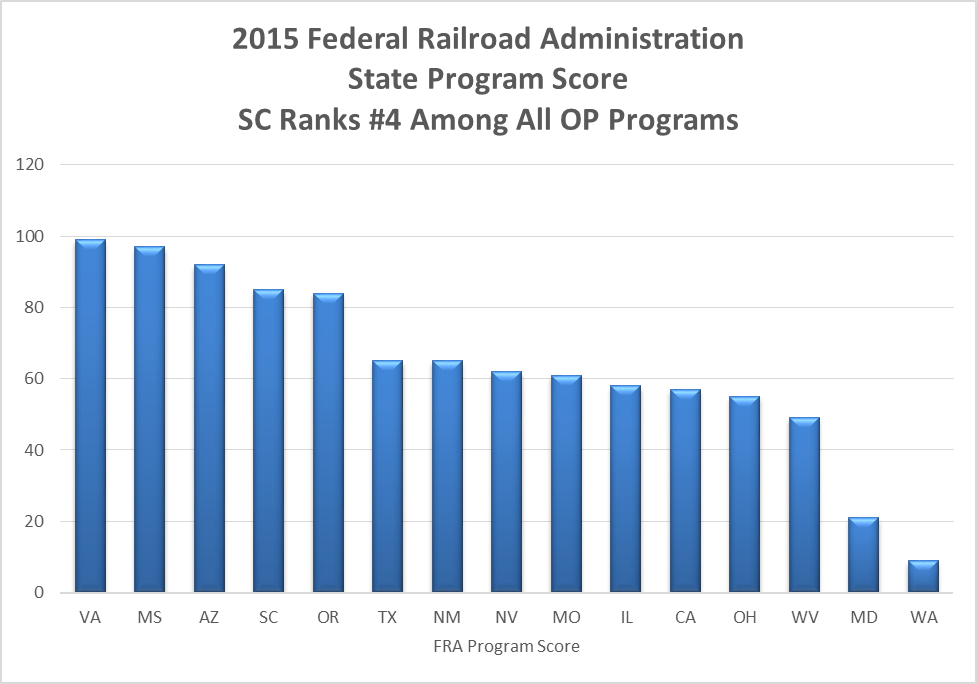 2015 Federal Railroad Administration
State Program Score
SC Ranks #4 Among All OP Programs
120
100
80
60
40
20
0
VA MS AZ SC OR TX NM NV MO IL CA OH WV MD WA
FRA Program Score